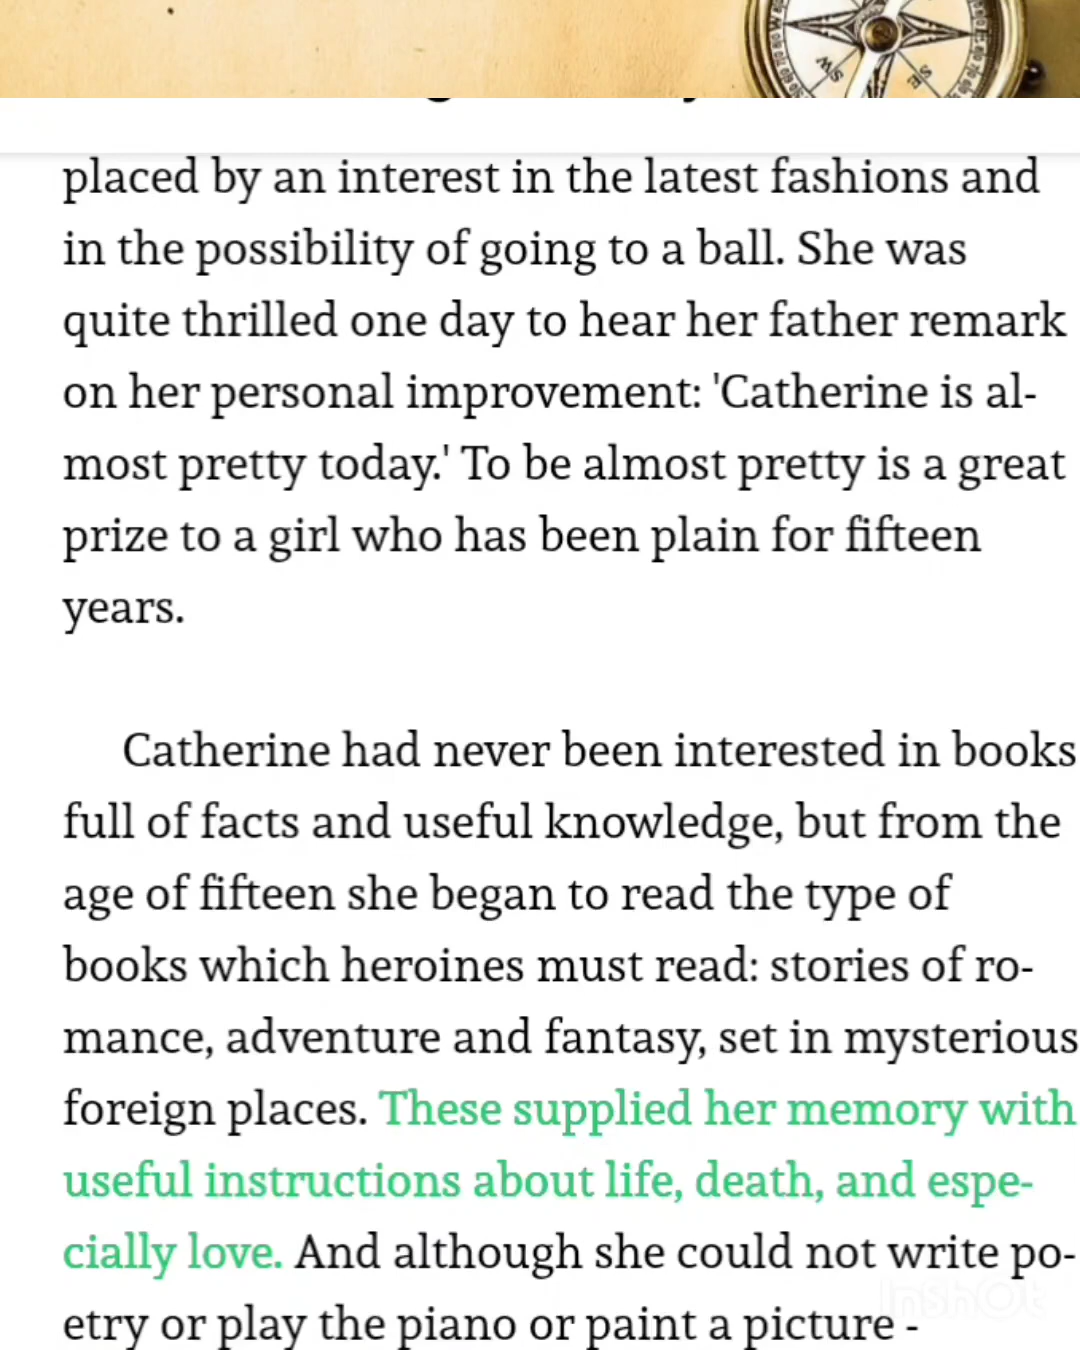 W
SW
SE
placed by an interest in the latest fashions and
in the possibility of going to a ball. She was
quite thrilled one day to hear her father remark
on her personal improvement: 'Catherine is al-
most pretty today.' To be almost pretty is a great
prize to a girl who has been plain for fifteen
years.
Catherine had never been interested in books
full of facts and useful knowledge, but from the
age of fifteen she began to read the type of
books which heroines must read: stories of ro-
mance, adventure and fantasy, set in mysterious
foreign places. These supplied her memory with
useful instructions about life, death, and espe-
cially love. And although she could not write po-
etry or play the piano or paint a picture -
InShOt